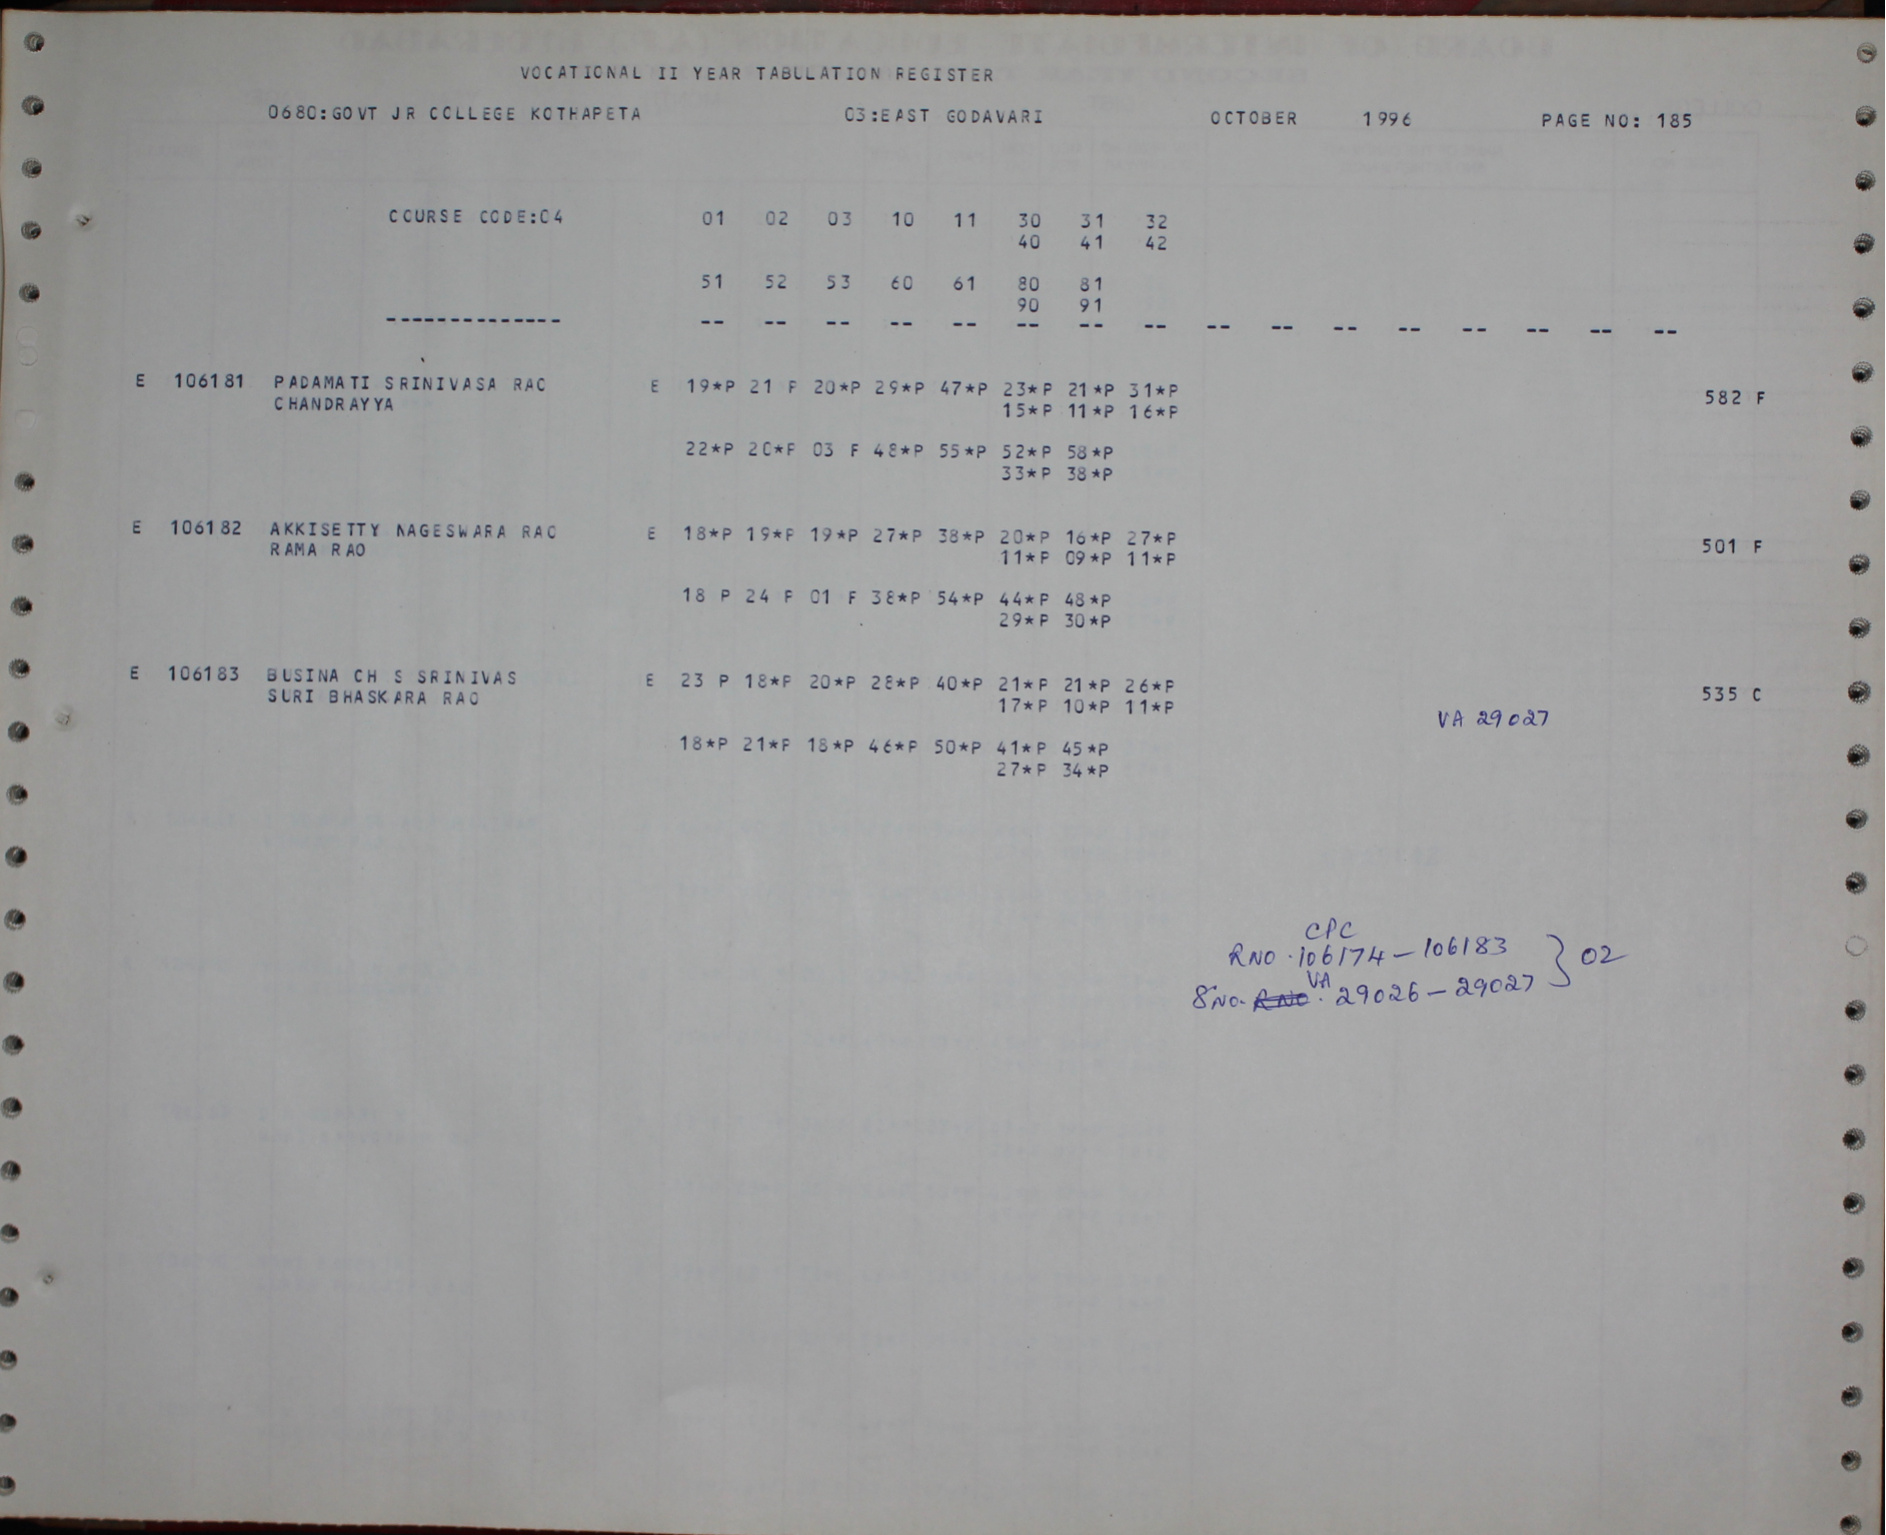 VOCATIONAL II YEAR TABULATION REGISTER
0680:GOVT JR COLLEGE KOTHAPETA 03:EAST GODAVARI OCTOBER 1996 PAGE NO: 185
COURSE CODE:04 01 02 03 10 11 30 31 32
40 41 42
51 52 53 60 61 80 81
90 91
-------------- -- -- -- -- -- -- -- -- -- -- -- -- -- -- -- --
E 106181 PADAMATI SRINIVASA RAO E 19*P 21 P 20*P 29*P 47*P 23*P 21*P 31*P
CHANDRAYYA 15*P 11*P 16*P 582 F
22*P 20*P 03 F 48*P 55*P 52*P 58*P
33*P 38*P
E 106182 AKKISETTY NAGESWARA RAO E 18*P 19*P 19*P 27*P 38*P 20*P 16*P 27*P
RAMA RAO 11*P 09*P 11*P 501 F
18 P 24 P 01 F 38*P 54*P 44*P 48*P
29*P 30*P
E 106183 BUSINA CH S SRINIVAS E 23 P 18*P 20*P 28*P 40*P 21*P 21*P 26*P
SURI BHASKARA RAO 17*P 10*P 11*P 535 C
VA 29027
18*P 21*P 18*P 46*P 50*P 41*P 45*P
27*P 34*P
CPC
RNO. 106174 - 106183 } 02
VA
SNO. RNO. 29026 - 29027